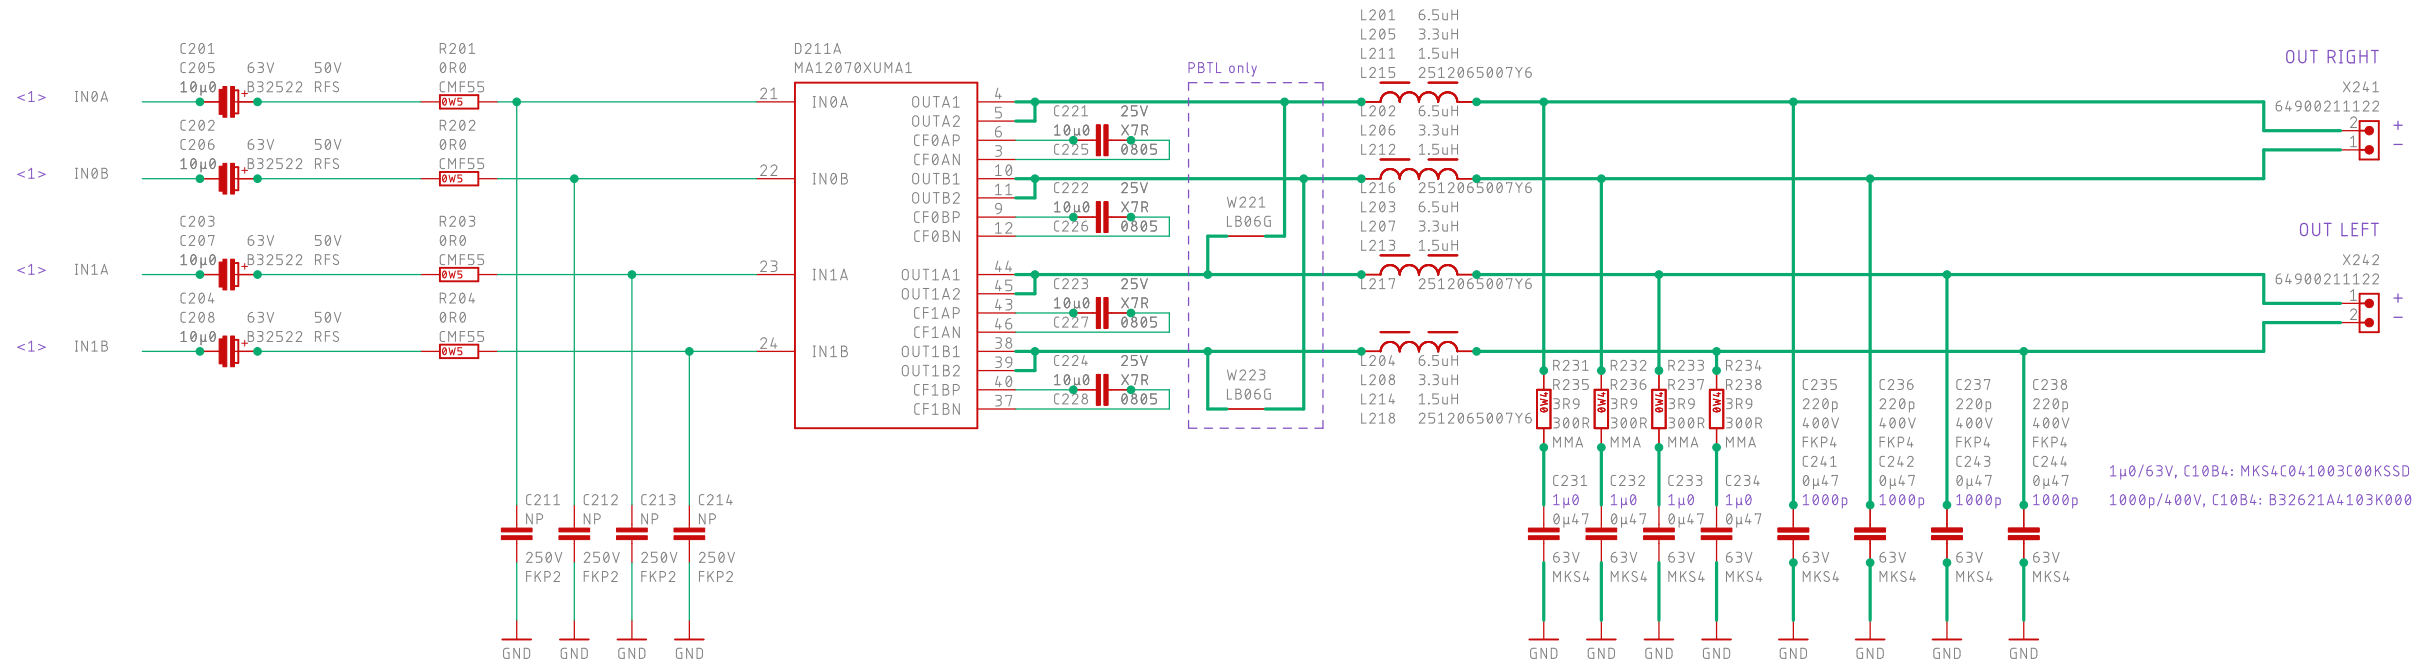 <1> IN0A
C201
C205 63V 50V
10µ0 B32522 RFS
+
R201
0R0
CMF55
0W5
<1> IN0B
C202
C206 63V 50V
10µ0 B32522 RFS
+
R202
0R0
CMF55
0W5
<1> IN1A
C203
C207 63V 50V
10µ0 B32522 RFS
+
R203
0R0
CMF55
0W5
<1> IN1B
C204
C208 63V 50V
10µ0 B32522 RFS
+
R204
0R0
CMF55
0W5
C211
NP
250V
FKP2
GND
C212
NP
250V
FKP2
GND
C213
NP
250V
FKP2
GND
C214
NP
250V
FKP2
GND
D211A
MA12070XUMA1
21 IN0A
22 IN0B
23 IN1A
24 IN1B
OUTA1 4
OUTA2 5
CF0AP 6
CF0AN 3
OUTB1 10
OUTB2 11
CF0BP 9
CF0BN 12
OUT1A1 44
OUT1A2 45
CF1AP 43
CF1AN 46
OUT1B1 38
OUT1B2 39
CF1BP 40
CF1BN 37
C221 25V
10µ0 X7R
C225 0805
C222 25V
10µ0 X7R
C226 0805
C223 25V
10µ0 X7R
C227 0805
C224 25V
10µ0 X7R
C228 0805
PBTL only
W221
LB06G
W223
LB06G
L201 6.5uH
L205 3.3uH
L211 1.5uH
L215 2512065007Y6
L202 6.5uH
L206 3.3uH
L212 1.5uH
L216 2512065007Y6
L203 6.5uH
L207 3.3uH
L213 1.5uH
L217 2512065007Y6
L204 6.5uH
L208 3.3uH
L214 1.5uH
L218 2512065007Y6
R231
R235
3R9
300R
MMA
0W4
R232
R236
3R9
300R
MMA
0W4
R233
R237
3R9
300R
MMA
0W4
R234
R238
3R9
300R
MMA
0W4
C231
1µ0
0µ47
63V
MKS4
GND
C232
1µ0
0µ47
63V
MKS4
GND
C233
1µ0
0µ47
63V
MKS4
GND
C234
1µ0
0µ47
63V
MKS4
GND
C235
220p
400V
FKP4
C241
0µ47
1000p
63V
MKS4
GND
C236
220p
400V
FKP4
C242
0µ47
1000p
63V
MKS4
GND
C237
220p
400V
FKP4
C243
0µ47
1000p
63V
MKS4
GND
C238
220p
400V
FKP4
C244
0µ47
1000p
63V
MKS4
GND
OUT RIGHT
X241
64900211122
2 +
1 −
OUT LEFT
X242
64900211122
1 +
2 −
1µ0/63V, C10B4: MKS4C041003C00KSSD
1000p/400V, C10B4: B32621A4103K000